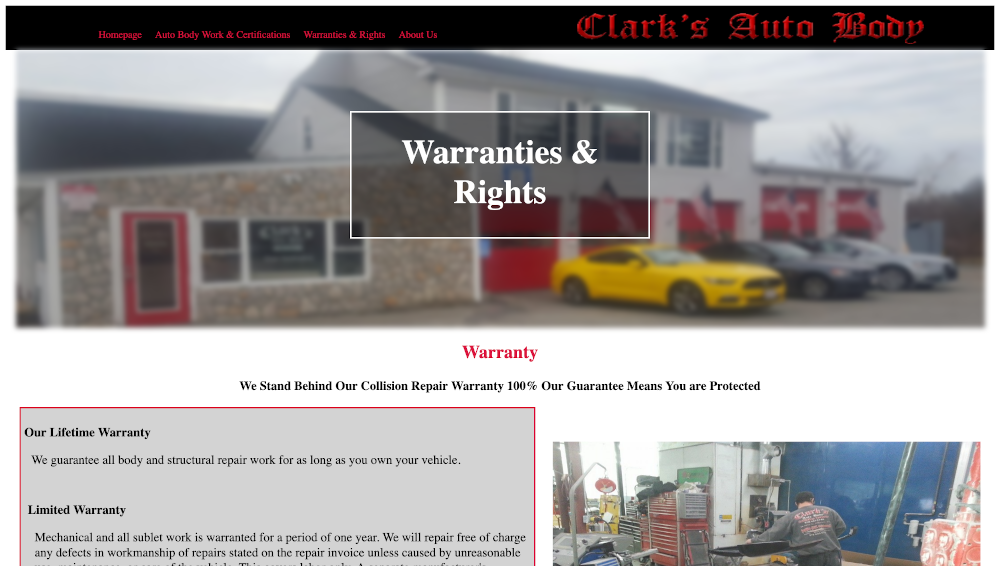 Homepage Auto Body Work & Certifications Warranties & Rights About Us
Clark's Auto Body
Warranties &
Rights
Warranty
We Stand Behind Our Collision Repair Warranty 100% Our Guarantee Means You are Protected
Our Lifetime Warranty
We guarantee all body and structural repair work for as long as you own your vehicle.
Limited Warranty
Mechanical and all sublet work is warranted for a period of one year. We will repair free of charge
any defects in workmanship of repairs stated on the repair invoice unless caused by unreasonable